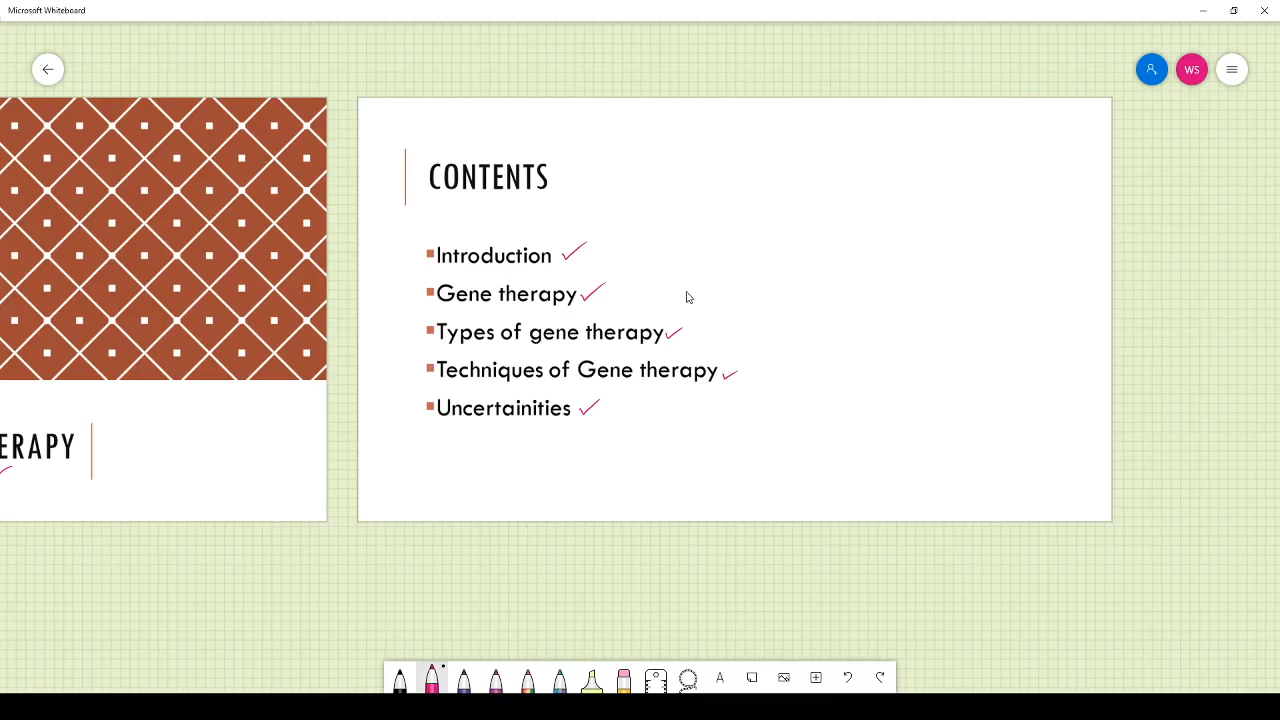 Microsoft Whiteboard
WS
CONTENTS
Introduction
Gene therapy
Types of gene therapy
Techniques of Gene therapy
Uncertainities
ERAPY
A